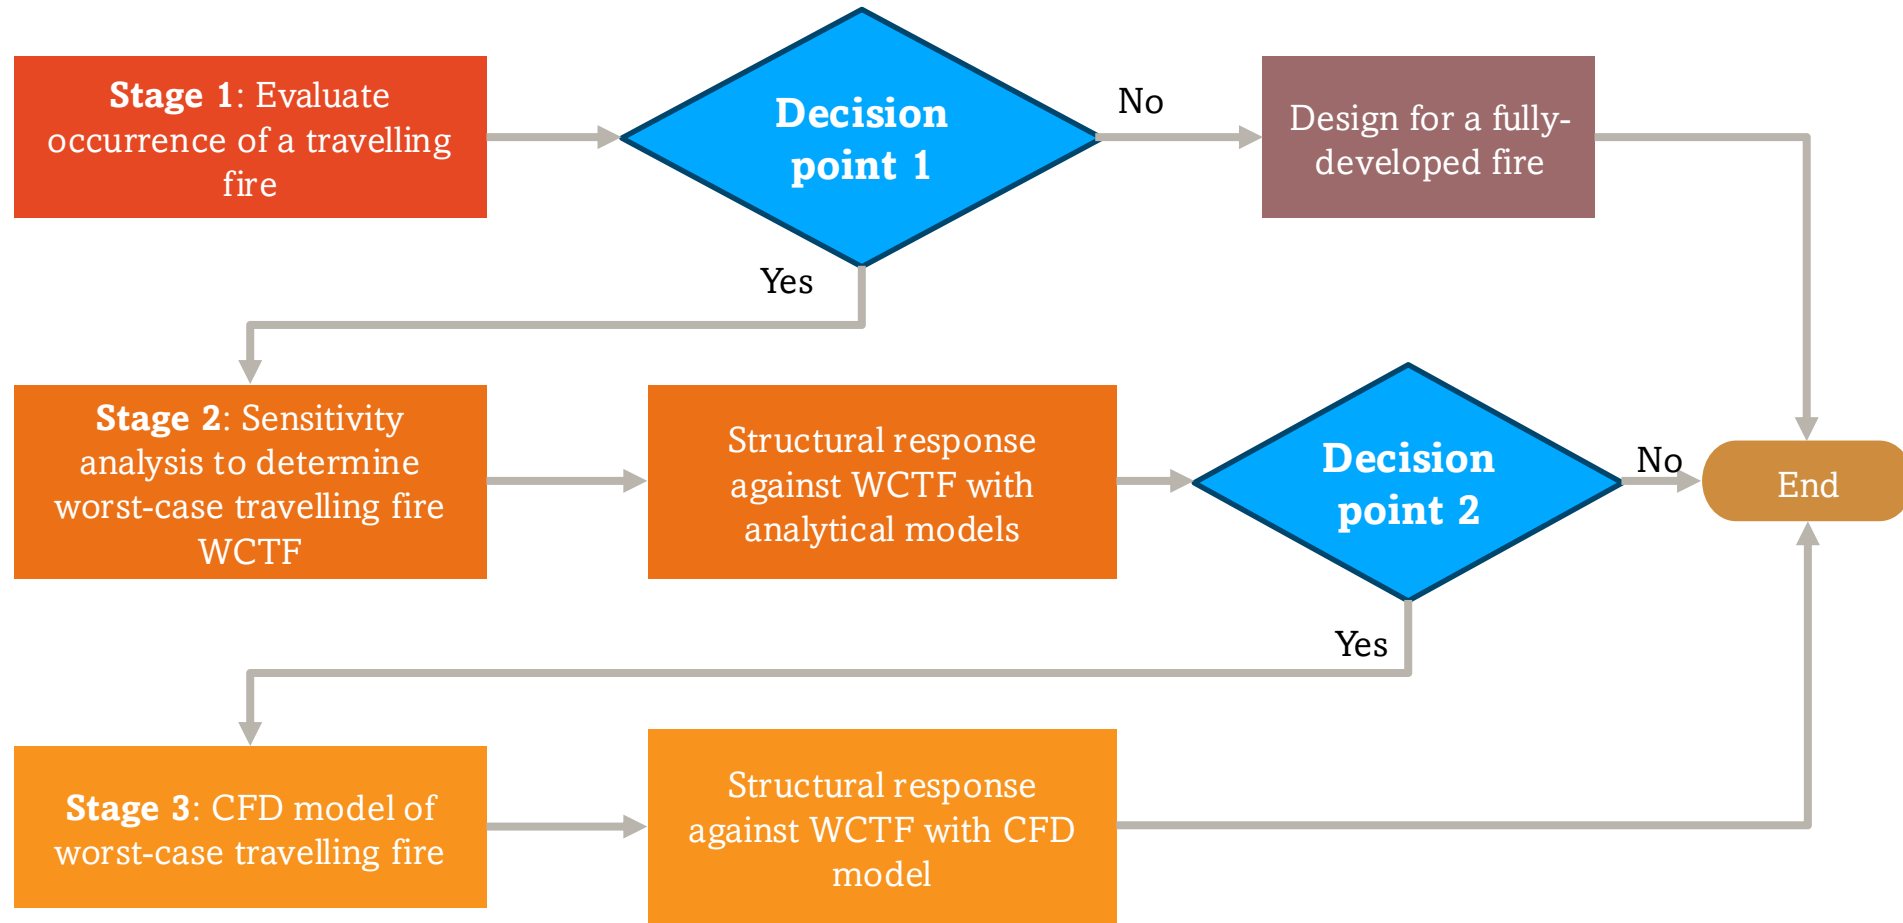 Stage 1: Evaluate
occurrence of a travelling
fire
Decision
point 1
No
Design for a fully-
developed fire
Yes
Stage 2: Sensitivity
analysis to determine
worst-case travelling fire
WCTF
Structural response
against WCTF with
analytical models
Decision
point 2
No
End
Yes
Stage 3: CFD model of
worst-case travelling fire
Structural response
against WCTF with CFD
model